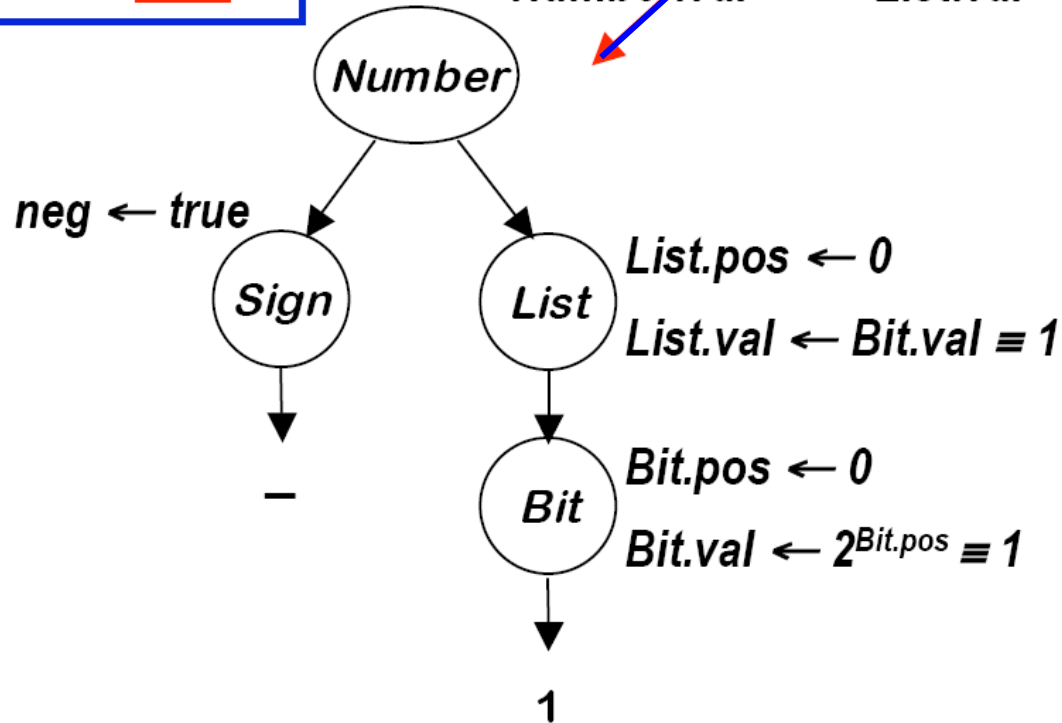 Number
neg ← true
Sign
List
List.pos ← 0
List.val ← Bit.val ≡ 1
–
Bit
Bit.pos ← 0
Bit.val ← 2^Bit.pos ≡ 1
1